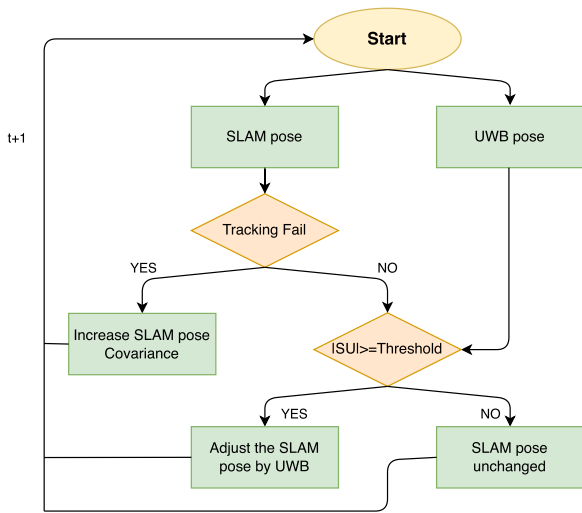 Start
t+1
SLAM pose
UWB pose
Tracking Fail
YES
NO
Increase SLAM pose
Covariance
|SU|>=Threshold
YES
NO
Adjust the SLAM
pose by UWB
SLAM pose
unchanged